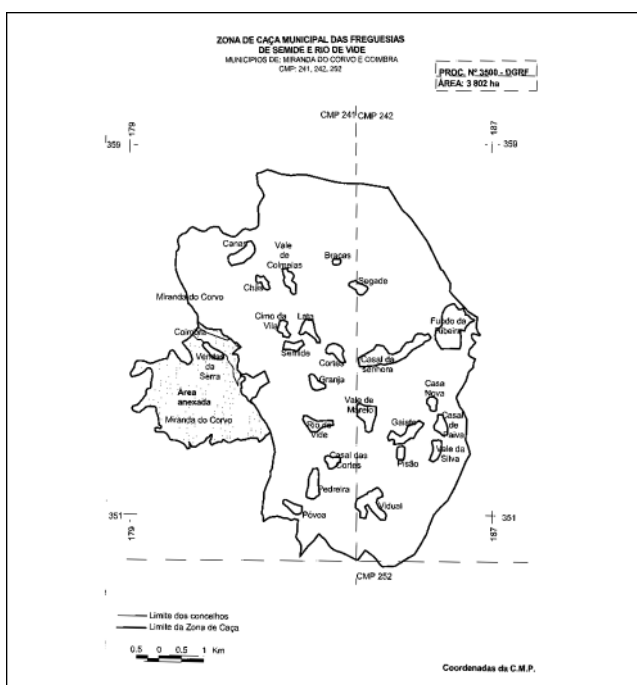 ZONA DE CAÇA MUNICIPAL DAS FREGUESIAS
DE SEMIDE E RIO DE VIDE
MUNICIPIOS DE: MIRANDA DO CORVO E COIMBRA
CMP: 241, 242, 252
PROC. Nº 3500 - DGRF
ÁREA: 3 802 ha
CMP 241
CMP 242
179
187
359
359
Canas
Vale
de
Colmeias
Braças
Chãs
Segade
Miranda do Corvo
Cimo da
Vila
Lata
Fundo da
Ribeira
Coimbra
Vendas
da
Serra
Semide
Cortes
Casal da
senhora
Granja
Área
anexada
Casa
Nova
Vale de
Marelo
Miranda do Corvo
Rio de
Vide
Gaiate
Casal
de
Paiva
Casal das
Cortes
Pisão
Vale da
Silva
Pedreira
Póvoa
Vidual
351
351
179
187
CMP 252
Limite dos concelhos
Limite da Zona de Caça
0.5 0 0.5 1 Km
Coordenadas da C.M.P.